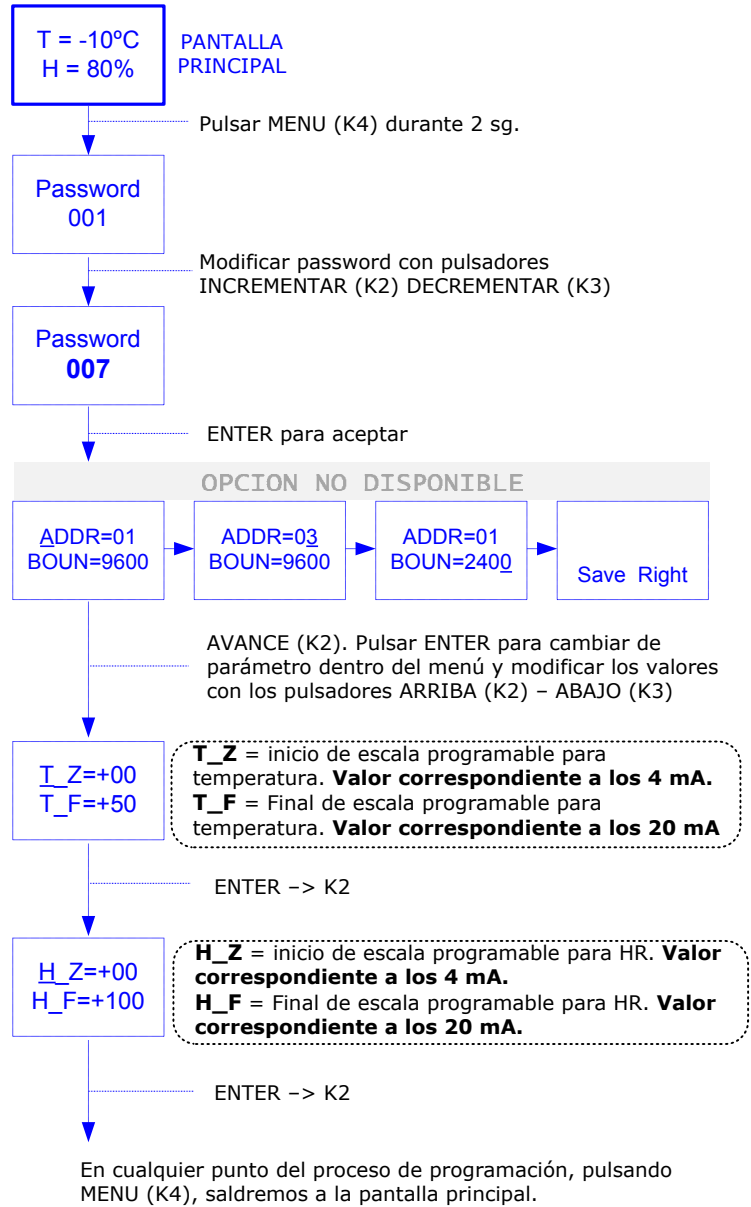 T = -10ºC
H = 80%
PANTALLA
PRINCIPAL
Pulsar MENU (K4) durante 2 sg.
Password
001
Modificar password con pulsadores
INCREMENTAR (K2) DECREMENTAR (K3)
Password
007
ENTER para aceptar
OPCION NO DISPONIBLE
ADDR=01
BOUN=9600
ADDR=03
BOUN=9600
ADDR=01
BOUN=2400
Save Right
AVANCE (K2). Pulsar ENTER para cambiar de
parámetro dentro del menú y modificar los valores
con los pulsadores ARRIBA (K2) – ABAJO (K3)
T_Z=+00
T_F=+50
T_Z = inicio de escala programable para
temperatura. Valor correspondiente a los 4 mA.
T_F = Final de escala programable para
temperatura. Valor correspondiente a los 20 mA
ENTER –> K2
H_Z=+00
H_F=+100
H_Z = inicio de escala programable para HR. Valor
correspondiente a los 4 mA.
H_F = Final de escala programable para HR. Valor
correspondiente a los 20 mA.
ENTER –> K2
En cualquier punto del proceso de programación, pulsando
MENU (K4), saldremos a la pantalla principal.